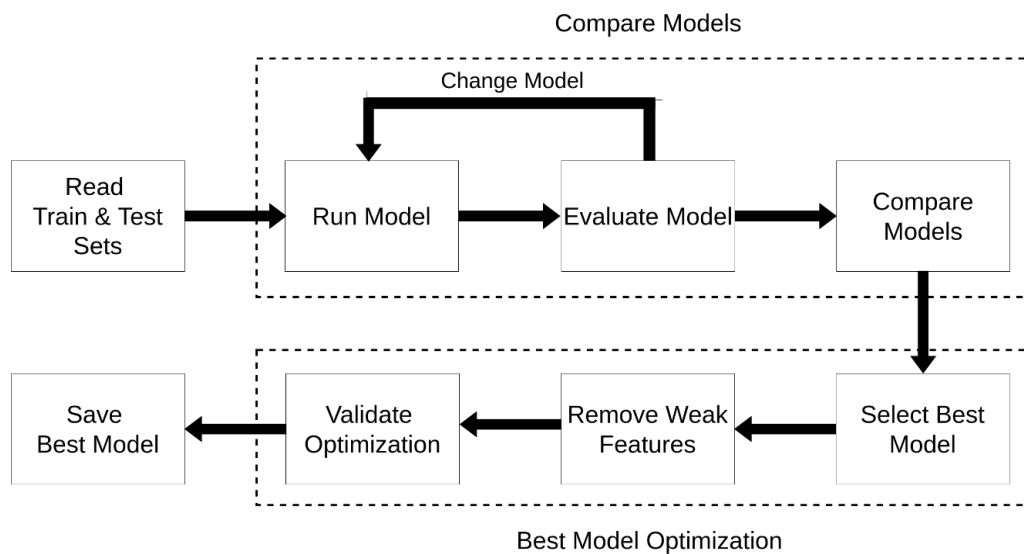 Compare Models
Change Model
Read
Train & Test
Sets
Run Model
Evaluate Model
Compare
Models
Save
Best Model
Validate
Optimization
Remove Weak
Features
Select Best
Model
Best Model Optimization